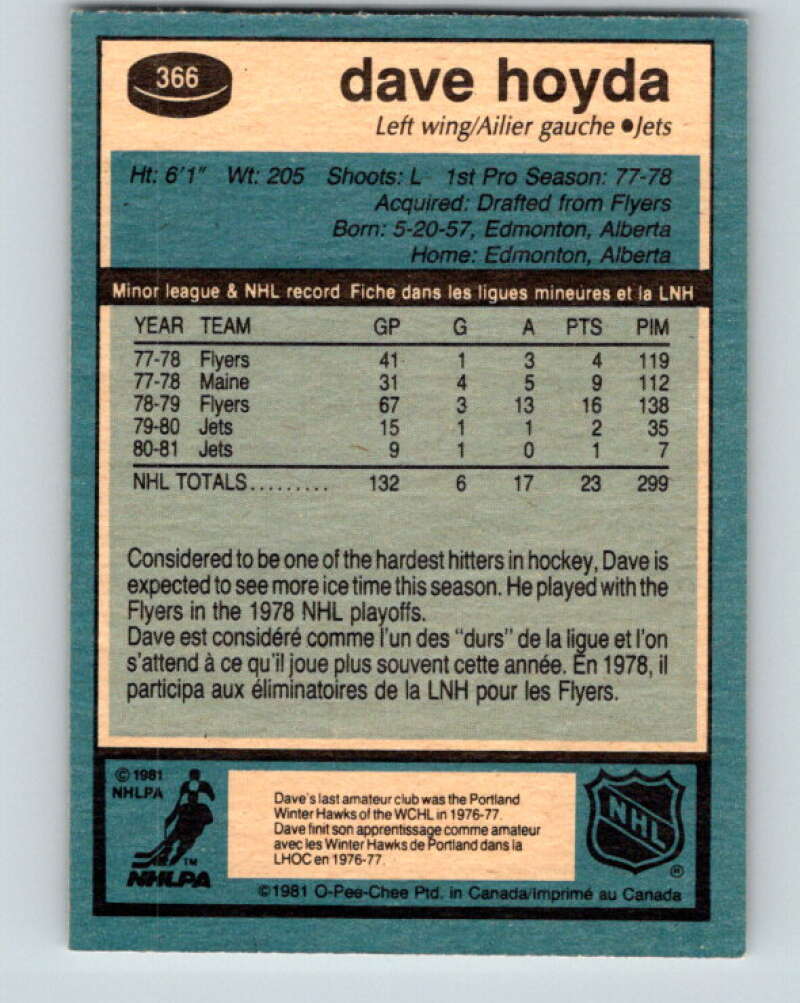 366
dave hoyda
Left wing/Ailier gauche ●Jets
Ht: 6'1" Wt: 205 Shoots: L 1st Pro Season: 77-78
Acquired: Drafted from Flyers
Born: 5-20-57, Edmonton, Alberta
Home: Edmonton, Alberta
Minor league & NHL record Fiche dans les ligues mineures et la LNH
YEAR TEAM GP G A PTS PIM
77-78 Flyers 41 1 3 4 119
77-78 Maine 31 4 5 9 112
78-79 Flyers 67 3 13 16 138
79-80 Jets 15 1 1 2 35
80-81 Jets 9 1 0 1 7
NHL TOTALS......... 132 6 17 23 299
Considered to be one of the hardest hitters in hockey, Dave is
expected to see more ice time this season. He played with the
Flyers in the 1978 NHL playoffs.
Dave est considéré comme l'un des "durs" de la ligue et l'on
s'attend à ce qu'il joue plus souvent cette année. En 1978, il
participa aux éliminatoires de la LNH pour les Flyers.
© 1981
NHLPA
TM
NHLPA
Dave's last amateur club was the Portland
Winter Hawks of the WCHL in 1976-77.
Dave finit son apprentissage comme amateur
avec les Winter Hawks de Portland dans la
LHOC en 1976-77.
NHL
®
©1981 O-Pee-Chee Ptd. in Canada/Imprimé au Canada